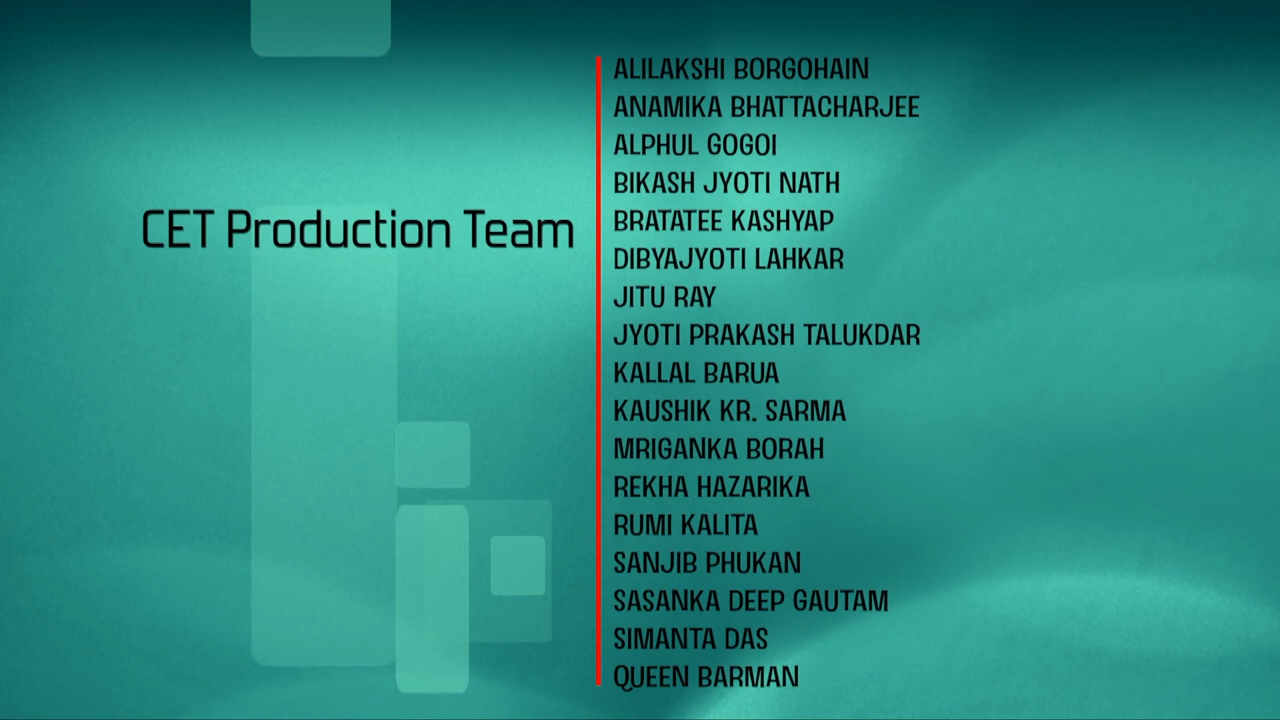 CET Production Team
ALILAKSHI BORGOHAIN
ANAMIKA BHATTACHARJEE
ALPHUL GOGOI
BIKASH JYOTI NATH
BRATATEE KASHYAP
DIBYAJYOTI LAHKAR
JITU RAY
JYOTI PRAKASH TALUKDAR
KALLAL BARUA
KAUSHIK KR. SARMA
MRIGANKA BORAH
REKHA HAZARIKA
RUMI KALITA
SANJIB PHUKAN
SASANKA DEEP GAUTAM
SIMANTA DAS
QUEEN BARMAN